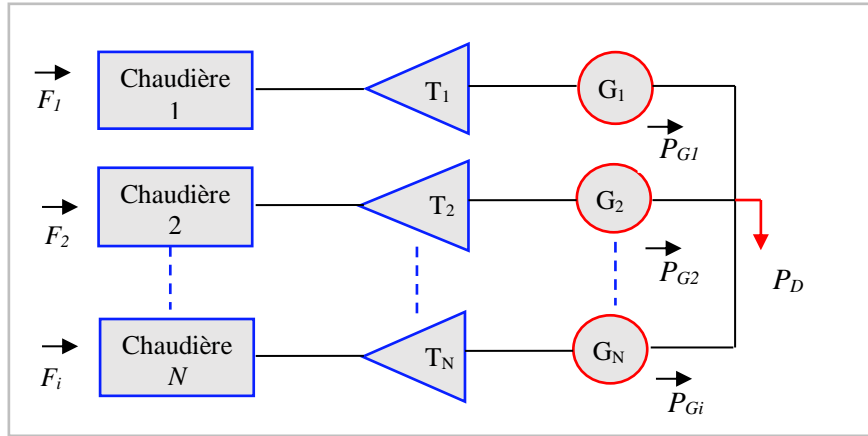 F1
Chaudière
1
T1
G1
PG1
F2
Chaudière
2
T2
G2
PG2
PD
Fi
Chaudière
N
TN
GN
PGi